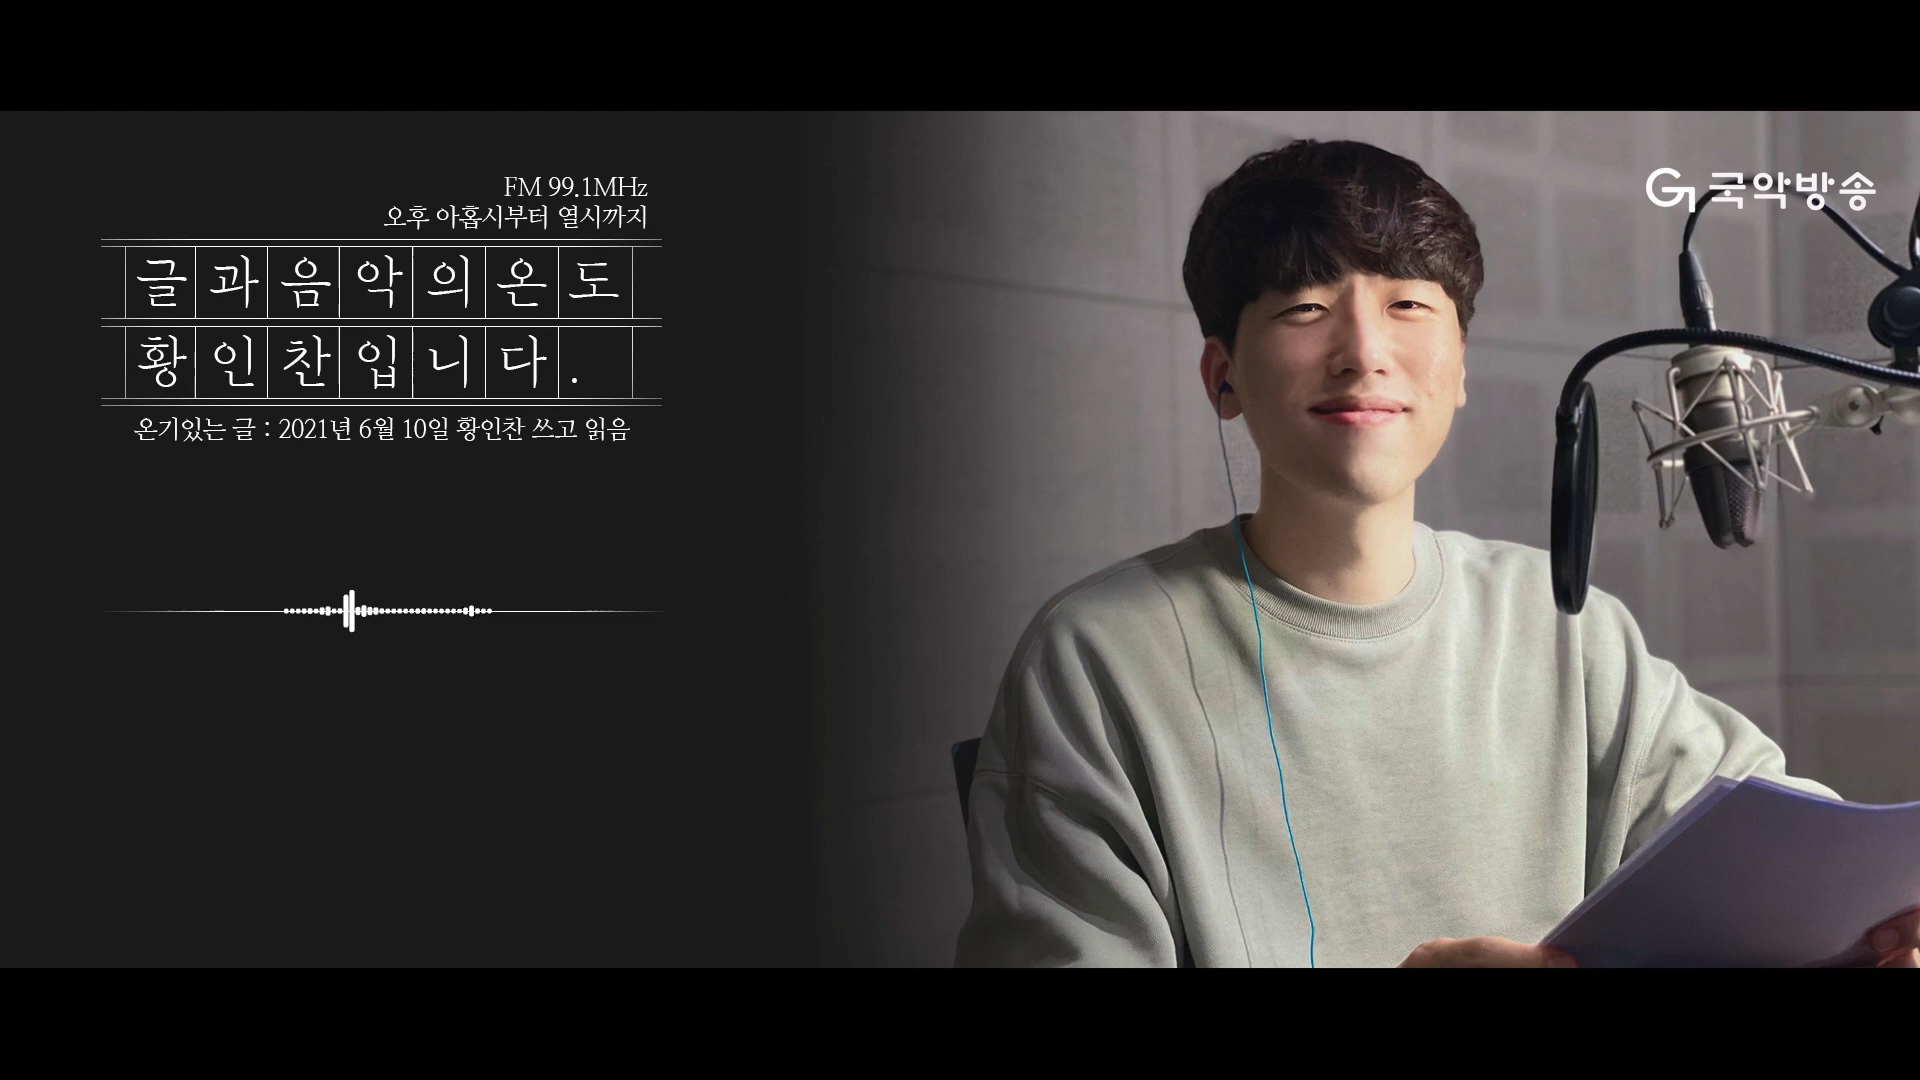 FM 99.1MHz
오후 아홉시부터 열시까지
글과음악의온도
황인찬입니다.
온기있는 글 : 2021년 6월 10일 황인찬 쓰고 읽음
국악방송